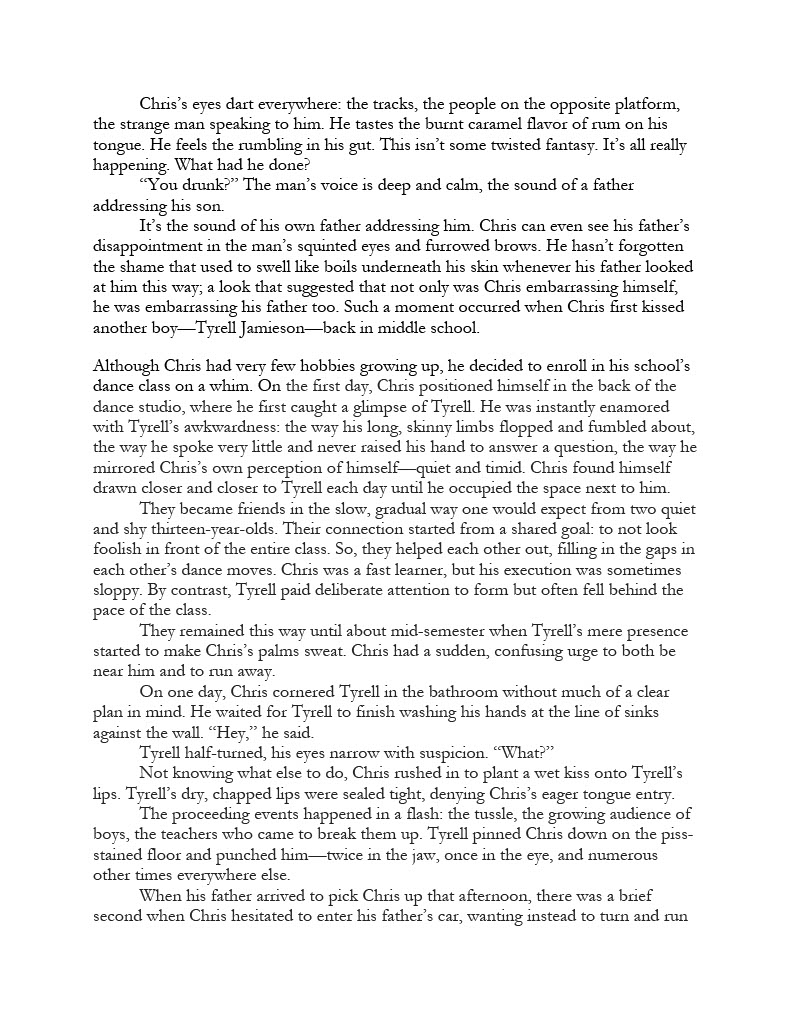 Chris’s eyes dart everywhere: the tracks, the people on the opposite platform,
the strange man speaking to him. He tastes the burnt caramel flavor of rum on his
tongue. He feels the rumbling in his gut. This isn’t some twisted fantasy. It’s all really
happening. What had he done?
“You drunk?” The man’s voice is deep and calm, the sound of a father
addressing his son.
It’s the sound of his own father addressing him. Chris can even see his father’s
disappointment in the man’s squinted eyes and furrowed brows. He hasn’t forgotten
the shame that used to swell like boils underneath his skin whenever his father looked
at him this way; a look that suggested that not only was Chris embarrassing himself,
he was embarrassing his father too. Such a moment occurred when Chris first kissed
another boy—Tyrell Jamieson—back in middle school.
Although Chris had very few hobbies growing up, he decided to enroll in his school’s
dance class on a whim. On the first day, Chris positioned himself in the back of the
dance studio, where he first caught a glimpse of Tyrell. He was instantly enamored
with Tyrell’s awkwardness: the way his long, skinny limbs flopped and fumbled about,
the way he spoke very little and never raised his hand to answer a question, the way he
mirrored Chris’s own perception of himself—quiet and timid. Chris found himself
drawn closer and closer to Tyrell each day until he occupied the space next to him.
They became friends in the slow, gradual way one would expect from two quiet
and shy thirteen-year-olds. Their connection started from a shared goal: to not look
foolish in front of the entire class. So, they helped each other out, filling in the gaps in
each other’s dance moves. Chris was a fast learner, but his execution was sometimes
sloppy. By contrast, Tyrell paid deliberate attention to form but often fell behind the
pace of the class.
They remained this way until about mid-semester when Tyrell’s mere presence
started to make Chris’s palms sweat. Chris had a sudden, confusing urge to both be
near him and to run away.
On one day, Chris cornered Tyrell in the bathroom without much of a clear
plan in mind. He waited for Tyrell to finish washing his hands at the line of sinks
against the wall. “Hey,” he said.
Tyrell half-turned, his eyes narrow with suspicion. “What?”
Not knowing what else to do, Chris rushed in to plant a wet kiss onto Tyrell’s
lips. Tyrell’s dry, chapped lips were sealed tight, denying Chris’s eager tongue entry.
The proceeding events happened in a flash: the tussle, the growing audience of
boys, the teachers who came to break them up. Tyrell pinned Chris down on the piss-
stained floor and punched him—twice in the jaw, once in the eye, and numerous
other times everywhere else.
When his father arrived to pick Chris up that afternoon, there was a brief
second when Chris hesitated to enter his father’s car, wanting instead to turn and run